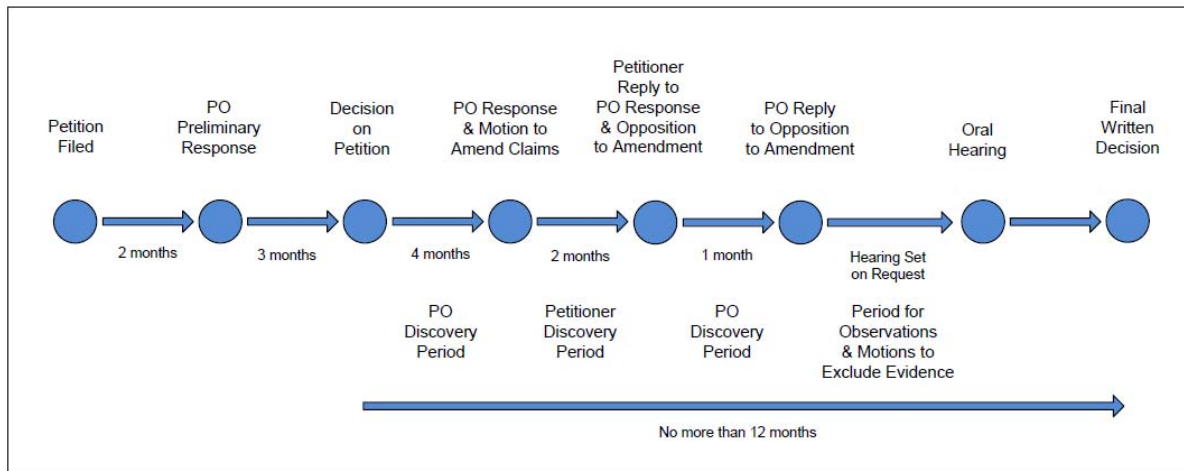 Petition
Filed
PO
Preliminary
Response
Decision
on
Petition
PO Response
& Motion to
Amend Claims
Petitioner
Reply to
PO Response
& Opposition
to Amendment
PO Reply
to Opposition
to Amendment
Oral
Hearing
Final
Written
Decision
2 months
3 months
4 months
2 months
1 month
Hearing Set
on Request
PO
Discovery
Period
Petitioner
Discovery
Period
PO
Discovery
Period
Period for
Observations
& Motions to
Exclude Evidence
No more than 12 months